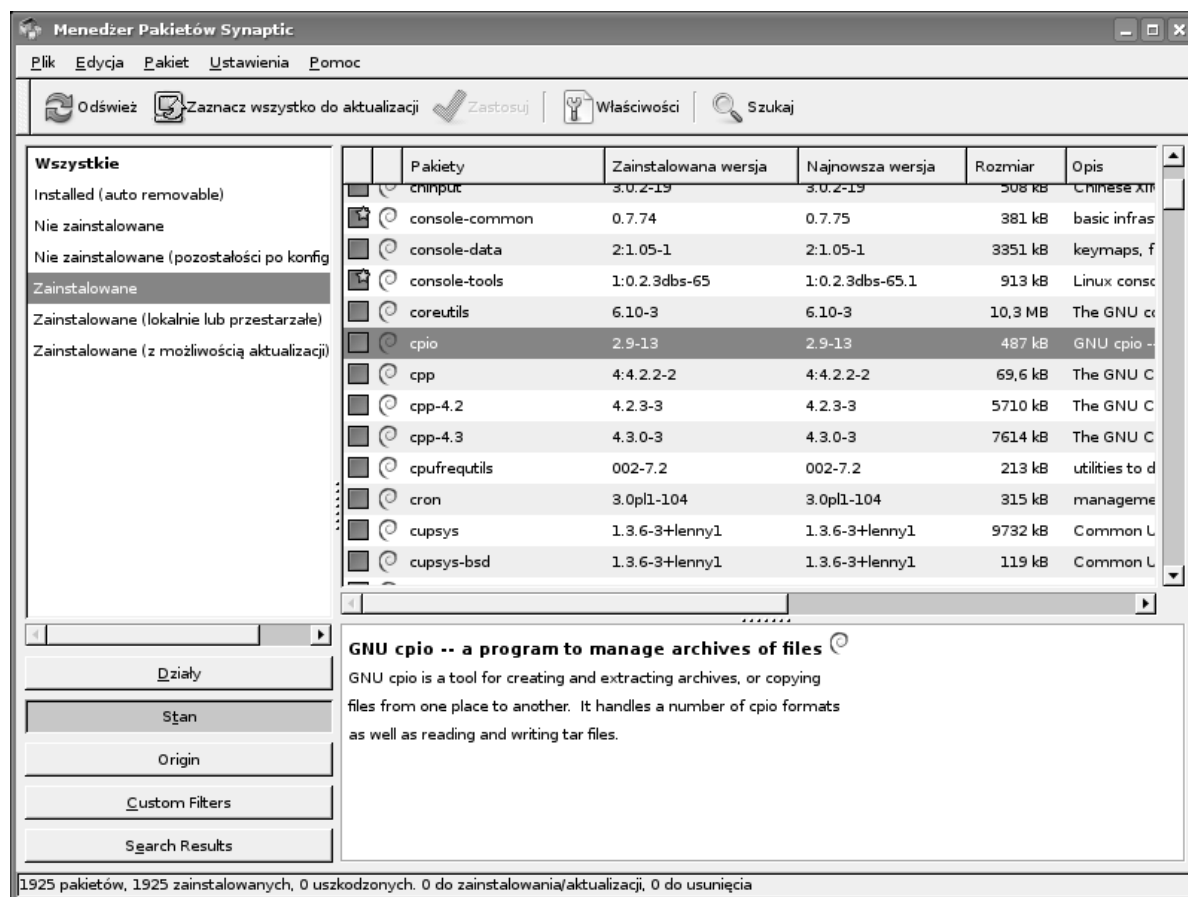 Menedżer Pakietów Synaptic
Plik Edycja Pakiet Ustawienia Pomoc
Odśwież Zaznacz wszystko do aktualizacji Zastosuj Właściwości Szukaj
Wszystkie
Installed (auto removable)
Nie zainstalowane
Nie zainstalowane (pozostałości po konfig
Zainstalowane
Zainstalowane (lokalnie lub przestarzałe)
Zainstalowane (z możliwością aktualizacji)
Działy
Stan
Origin
Custom Filters
Search Results
Pakiety Zainstalowana wersja Najnowsza wersja Rozmiar Opis
chinput 3.0.2-19 3.0.2-19 508 kB Chinese XIM
console-common 0.7.74 0.7.75 381 kB basic infras
console-data 2:1.05-1 2:1.05-1 3351 kB keymaps, f
console-tools 1:0.2.3dbs-65 1:0.2.3dbs-65.1 913 kB Linux consc
coreutils 6.10-3 6.10-3 10,3 MB The GNU co
cpio 2.9-13 2.9-13 487 kB GNU cpio -
cpp 4:4.2.2-2 4:4.2.2-2 69,6 kB The GNU C
cpp-4.2 4.2.3-3 4.2.3-3 5710 kB The GNU C
cpp-4.3 4.3.0-3 4.3.0-3 7614 kB The GNU C
cpufrequtils 002-7.2 002-7.2 213 kB utilities to d
cron 3.0pl1-104 3.0pl1-104 315 kB manageme
cupsys 1.3.6-3+lenny1 1.3.6-3+lenny1 9732 kB Common U
cupsys-bsd 1.3.6-3+lenny1 1.3.6-3+lenny1 119 kB Common U
GNU cpio -- a program to manage archives of files
GNU cpio is a tool for creating and extracting archives, or copying
files from one place to another. It handles a number of cpio formats
as well as reading and writing tar files.
1925 pakietów, 1925 zainstalowanych, 0 uszkodzonych. 0 do zainstalowania/aktualizacji, 0 do usunięcia